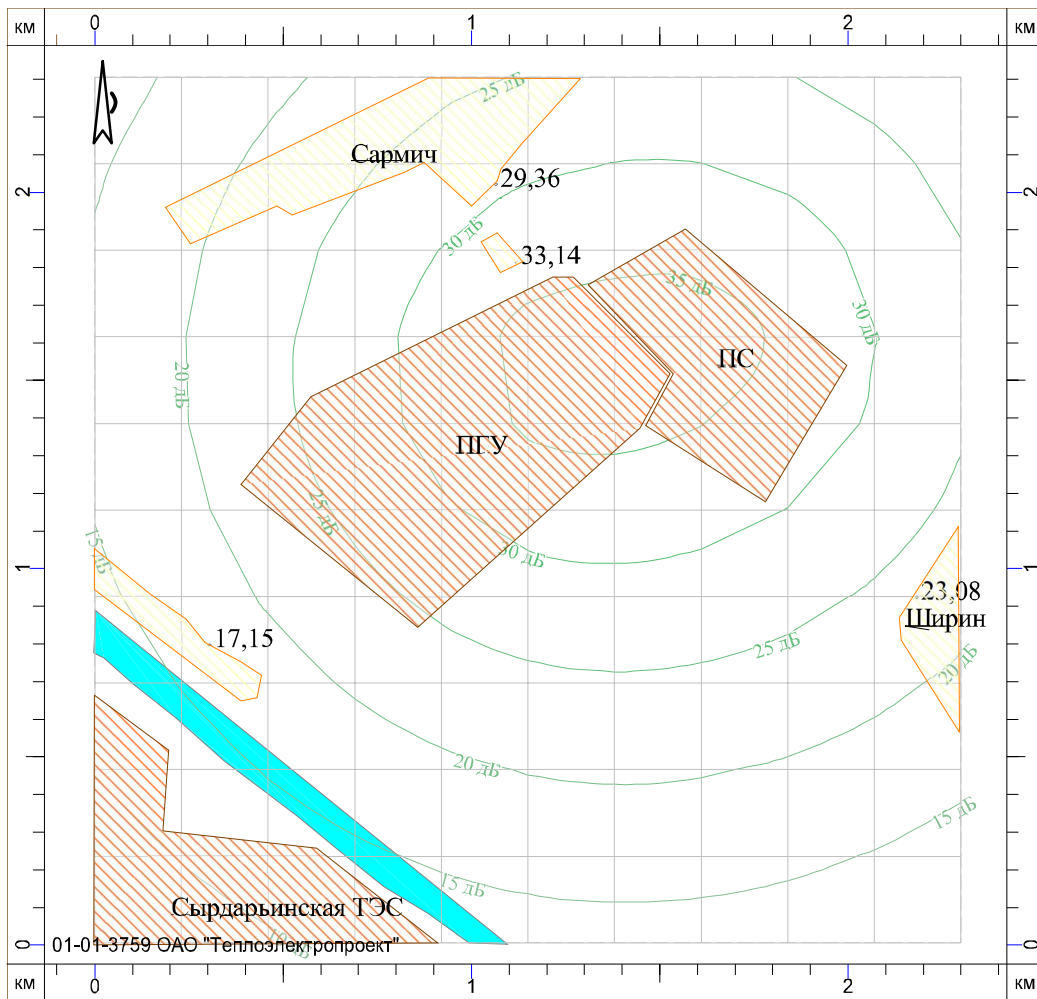 км 0 1 2 км
25 дБ
Сармич
29,36
2 2
30 дБ
33,14
35 дБ
30 дБ
ПС
20 дБ
ПГУ
25 дБ
15 дБ
30 дБ
1 1
23,08
Ширин
17,15
25 дБ
20 дБ
20 дБ
15 дБ
15 дБ
Сырдарьинская ТЭС
10 дБ
01-01-3759 ОАО "Теплоэлектропроект"
0 0
км 0 1 2 км